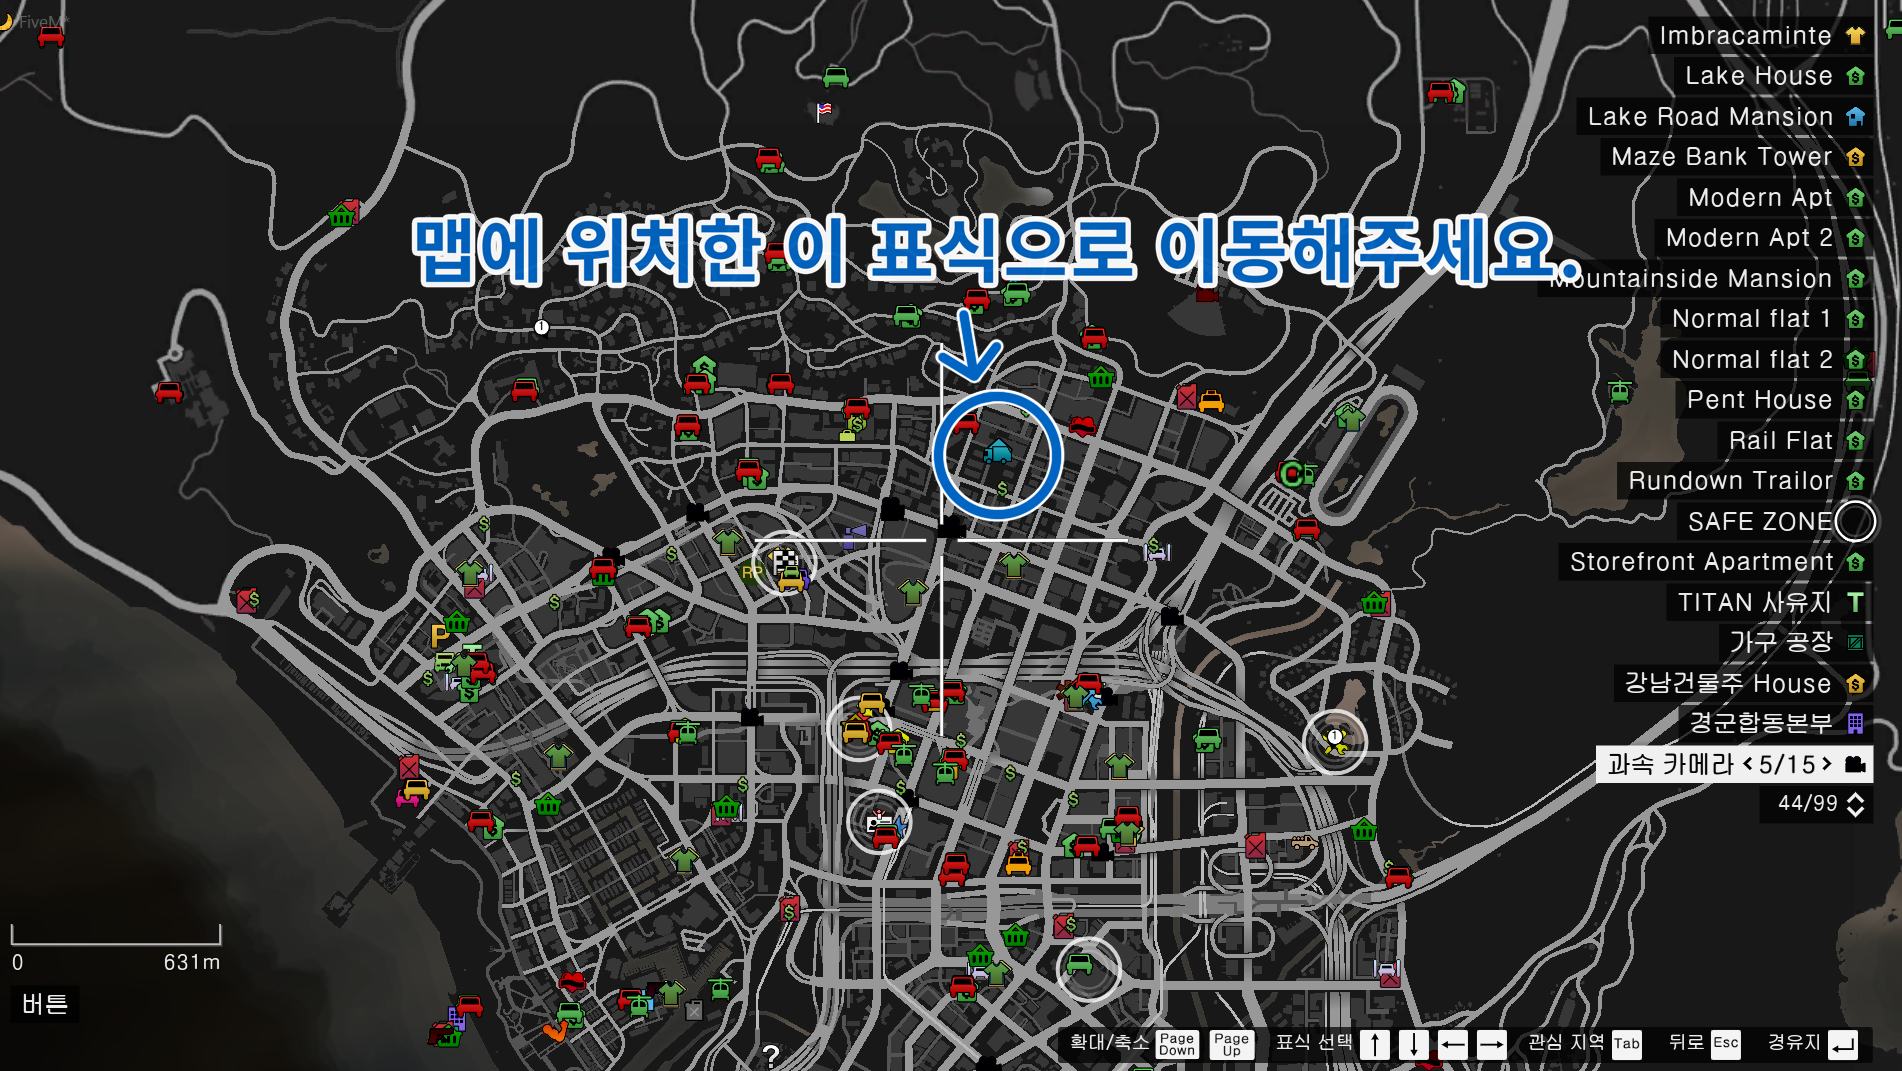 FiveM*
Imbracaminte
Lake House
Lake Road Mansion
Maze Bank Tower
Modern Apt
Modern Apt 2
맵에 위치한 이 표식으로 이동해주세요.
Mountainside Mansion
Normal flat 1
Normal flat 2
Pent House
Rail Flat
Rundown Trailor
SAFE ZONE
Storefront Apartment
TITAN 사유지
가구 공장
강남건물주 House
경군합동본부
과속 카메라 <5/15>
44/99
RP
P
0 631m
버튼
확대/축소 Page Down Page Up 표식 선택 ↑ ↓ ← → 관심 지역 Tab 뒤로 Esc 경유지